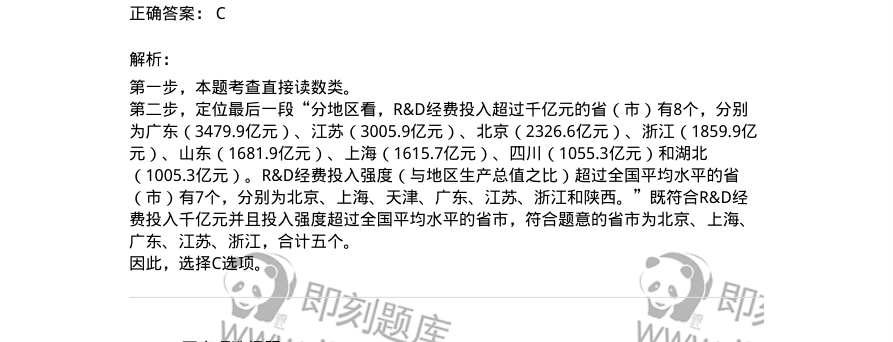 正确答案： C
解析：
第一步，本题考查直接读数类。
第二步，定位最后一段“分地区看，R&D经费投入超过千亿元的省（市）有8个，分别
为广东（3479.9亿元）、江苏（3005.9亿元）、北京（2326.6亿元）、浙江（1859.9亿
元）、山东（1681.9亿元）、上海（1615.7亿元）、四川（1055.3亿元）和湖北
（1005.3亿元）。R&D经费投入强度（与地区生产总值之比）超过全国平均水平的省
（市）有7个，分别为北京、上海、天津、广东、江苏、浙江和陕西。”既符合R&D经
费投入千亿元并且投入强度超过全国平均水平的省市，符合题意的省市为北京、上海、
广东、江苏、浙江，合计五个。
因此，选择C选项。
即刻题库
即刻